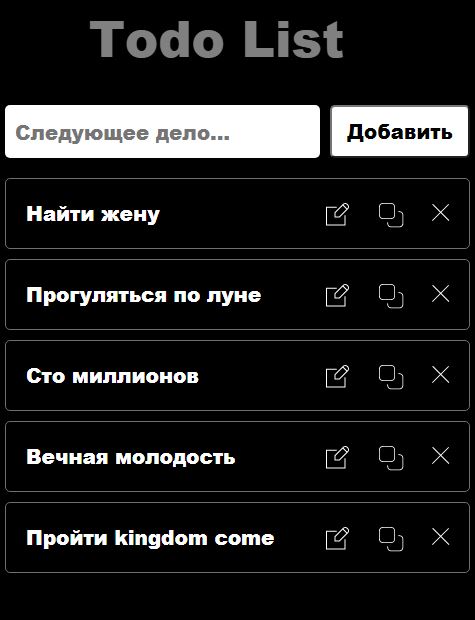 Todo List
Следующее дело...
Добавить
Найти жену
Прогуляться по луне
Сто миллионов
Вечная молодость
Пройти kingdom come